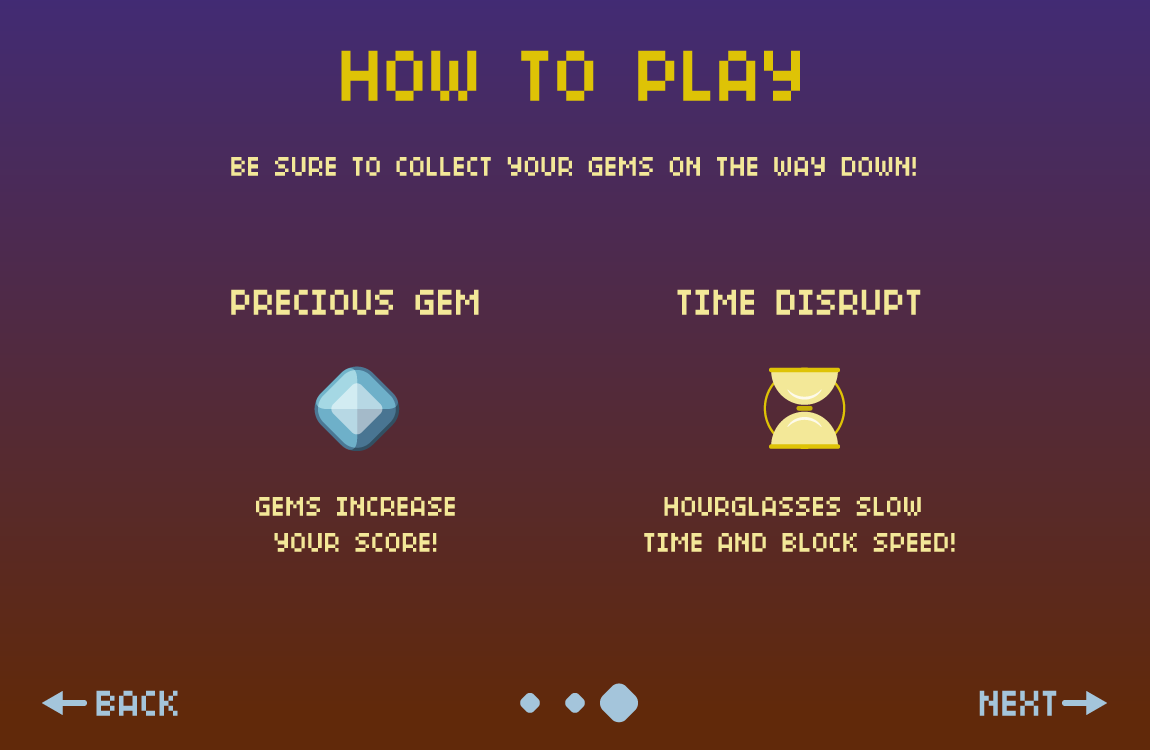 HOW TO PLAY
BE SURE TO COLLECT YOUR GEMS ON THE WAY DOWN!
PRECIOUS GEM
TIME DISRUPT
GEMS INCREASE
YOUR SCORE!
HOURGLASSES SLOW
TIME AND BLOCK SPEED!
BACK
NEXT